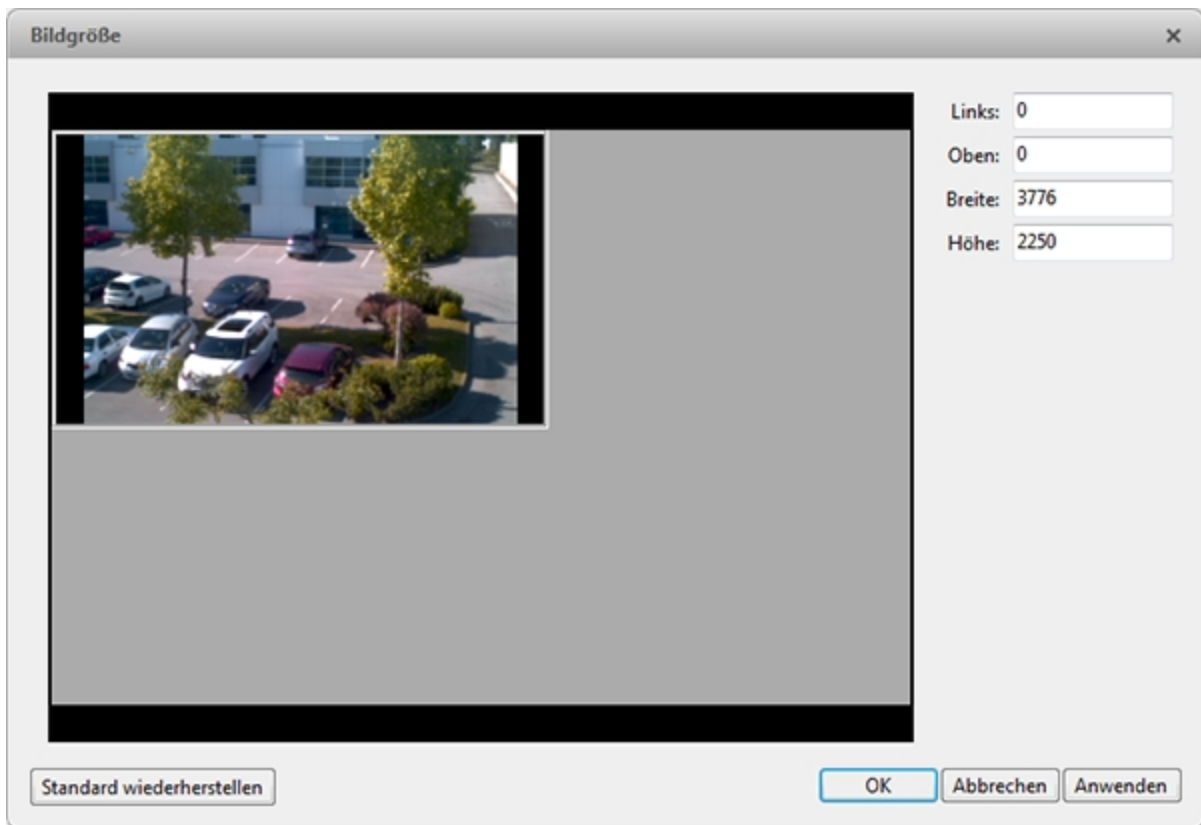 Bildgröße
Links: 0
Oben: 0
Breite: 3776
Höhe: 2250
Standard wiederherstellen
OK
Abbrechen
Anwenden